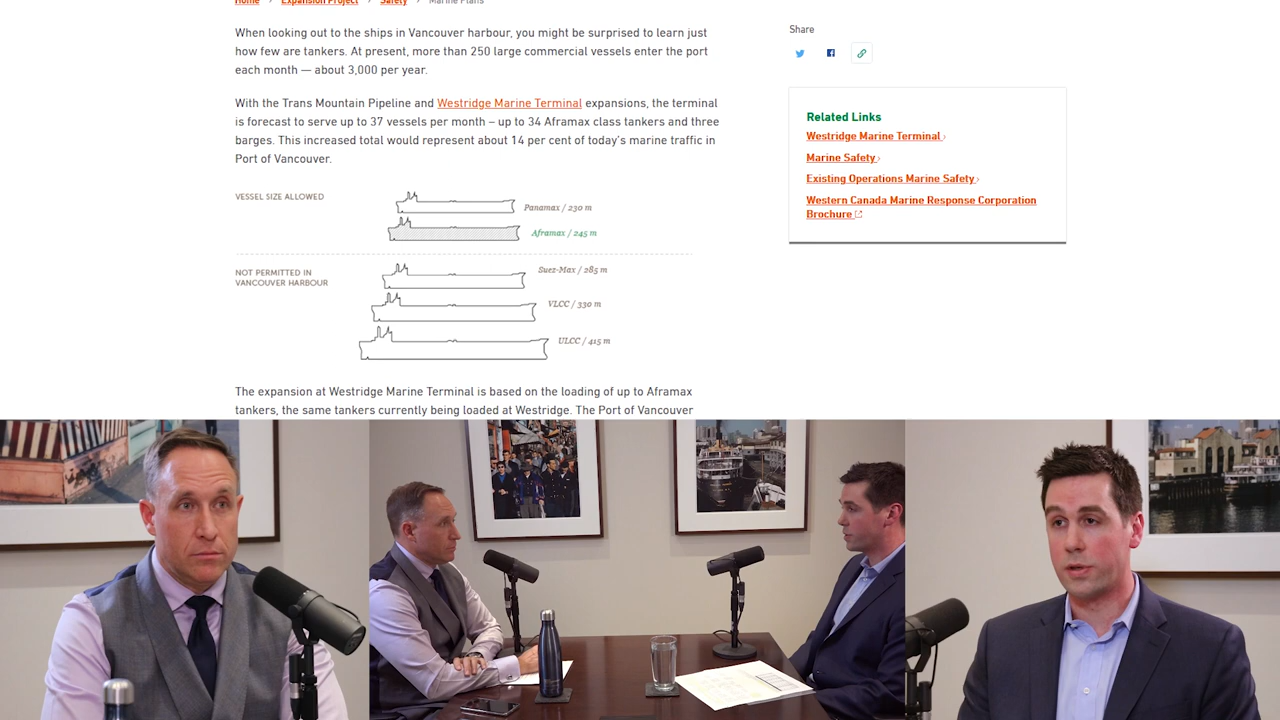 Home › Expansion Project › Safety › Marine Plans
When looking out to the ships in Vancouver harbour, you might be surprised to learn just
how few are tankers. At present, more than 250 large commercial vessels enter the port
each month — about 3,000 per year.
With the Trans Mountain Pipeline and Westridge Marine Terminal expansions, the terminal
is forecast to serve up to 37 vessels per month – up to 34 Aframax class tankers and three
barges. This increased total would represent about 14 per cent of today's marine traffic in
Port of Vancouver.
VESSEL SIZE ALLOWED
Panamax / 230 m
Aframax / 245 m
NOT PERMITTED IN
VANCOUVER HARBOUR
Suez-Max / 285 m
VLCC / 330 m
ULCC / 415 m
The expansion at Westridge Marine Terminal is based on the loading of up to Aframax
tankers, the same tankers currently being loaded at Westridge. The Port of Vancouver
Share
Related Links
Westridge Marine Terminal ›
Marine Safety ›
Existing Operations Marine Safety ›
Western Canada Marine Response Corporation
Brochure